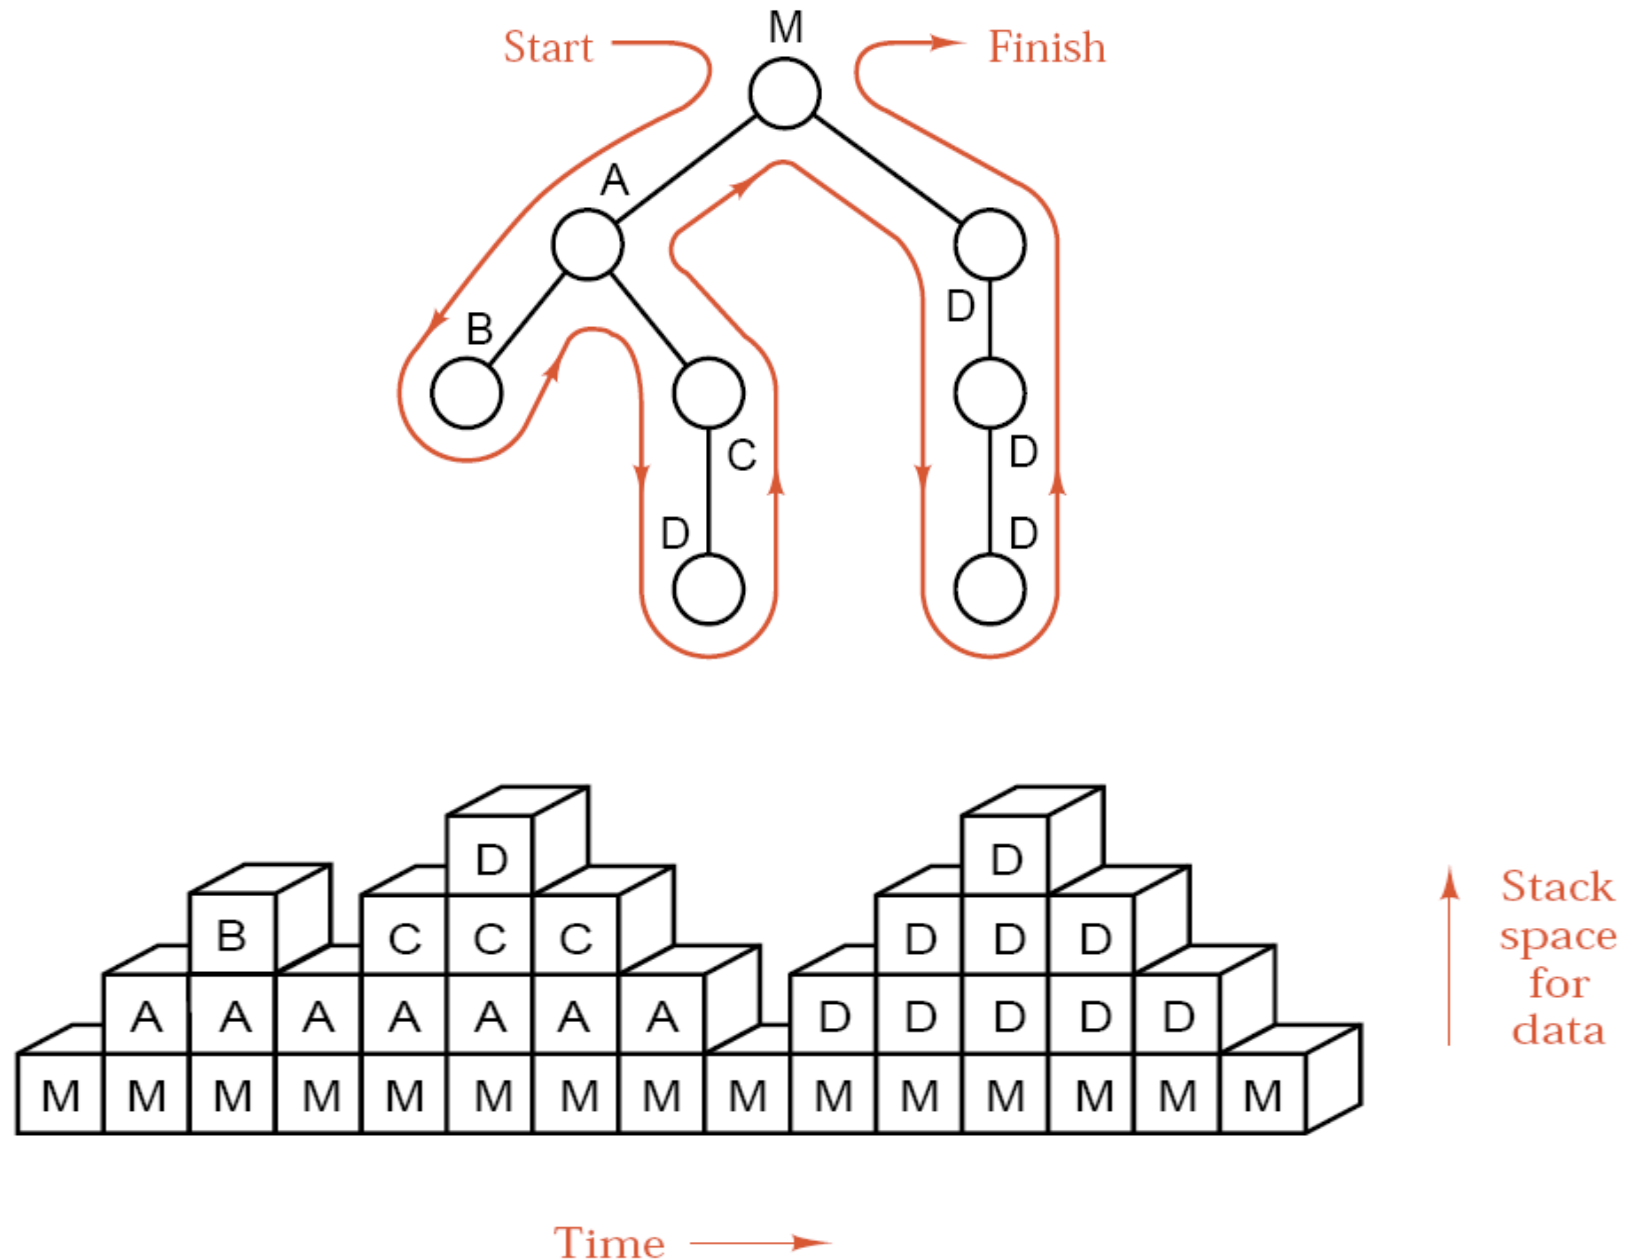 M
Start
Finish
A
B
D
C
D
D
D
D D
B C C C D D D
A A A A A A A D D D D D
M M M M M M M M M M M M M M M
Stack
space
for
data
Time